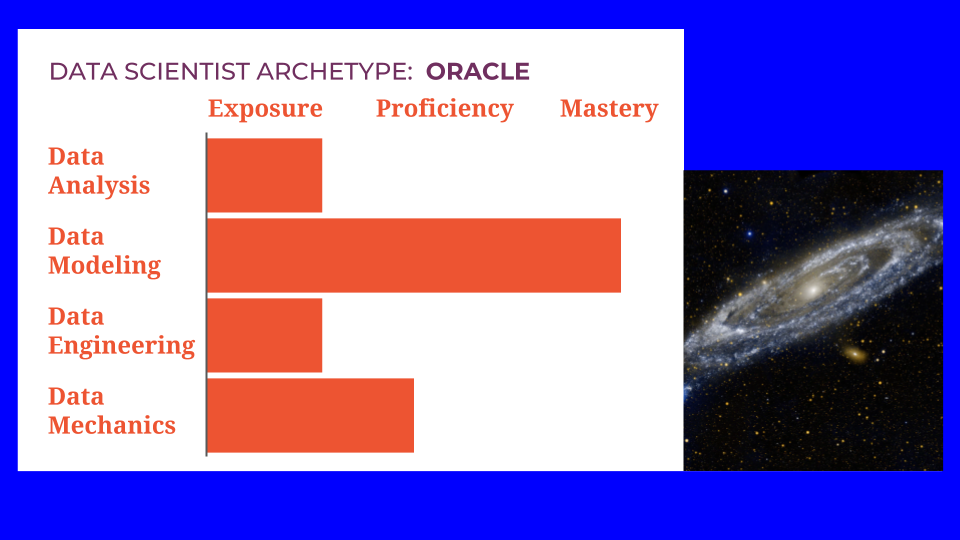 DATA SCIENTIST ARCHETYPE: ORACLE
Exposure Proficiency Mastery
Data
Analysis
Data
Modeling
Data
Engineering
Data
Mechanics